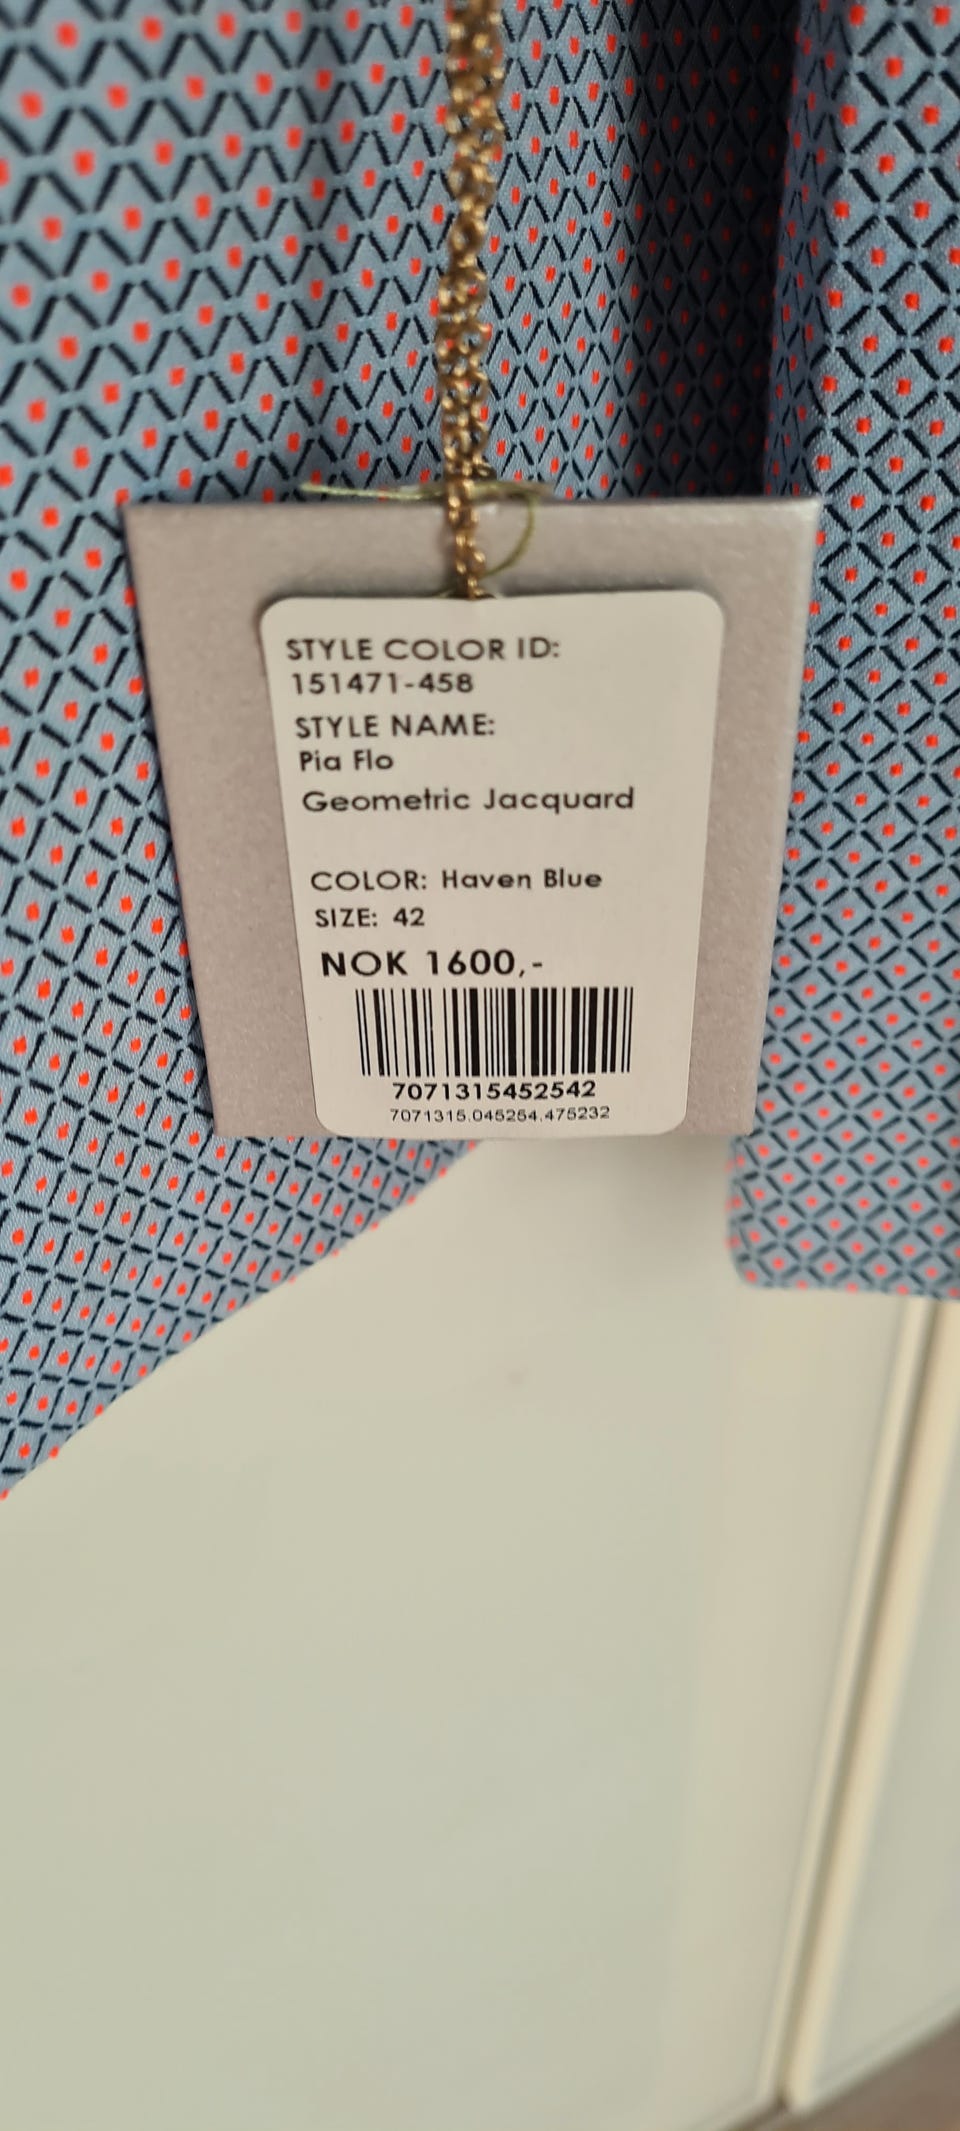 STYLE COLOR ID:
151471-458
STYLE NAME:
Pia Flo
Geometric Jacquard
COLOR: Haven Blue
SIZE: 42
NOK 1600,-
7071315452542
7071315.045254.475232